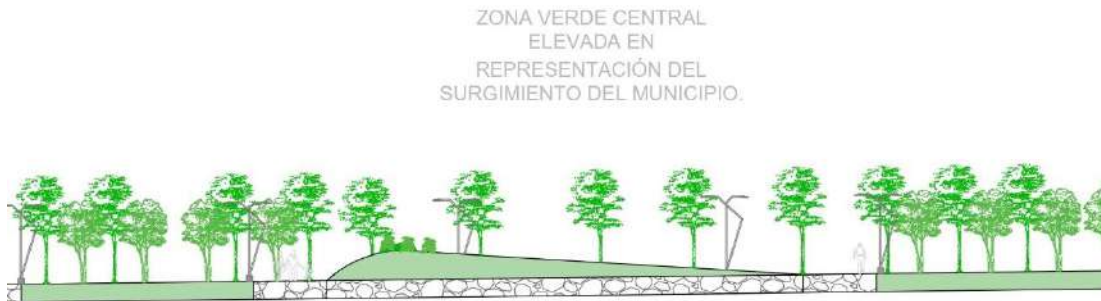 ZONA VERDE CENTRAL
ELEVADA EN
REPRESENTACIÓN DEL
SURGIMIENTO DEL MUNICIPIO.